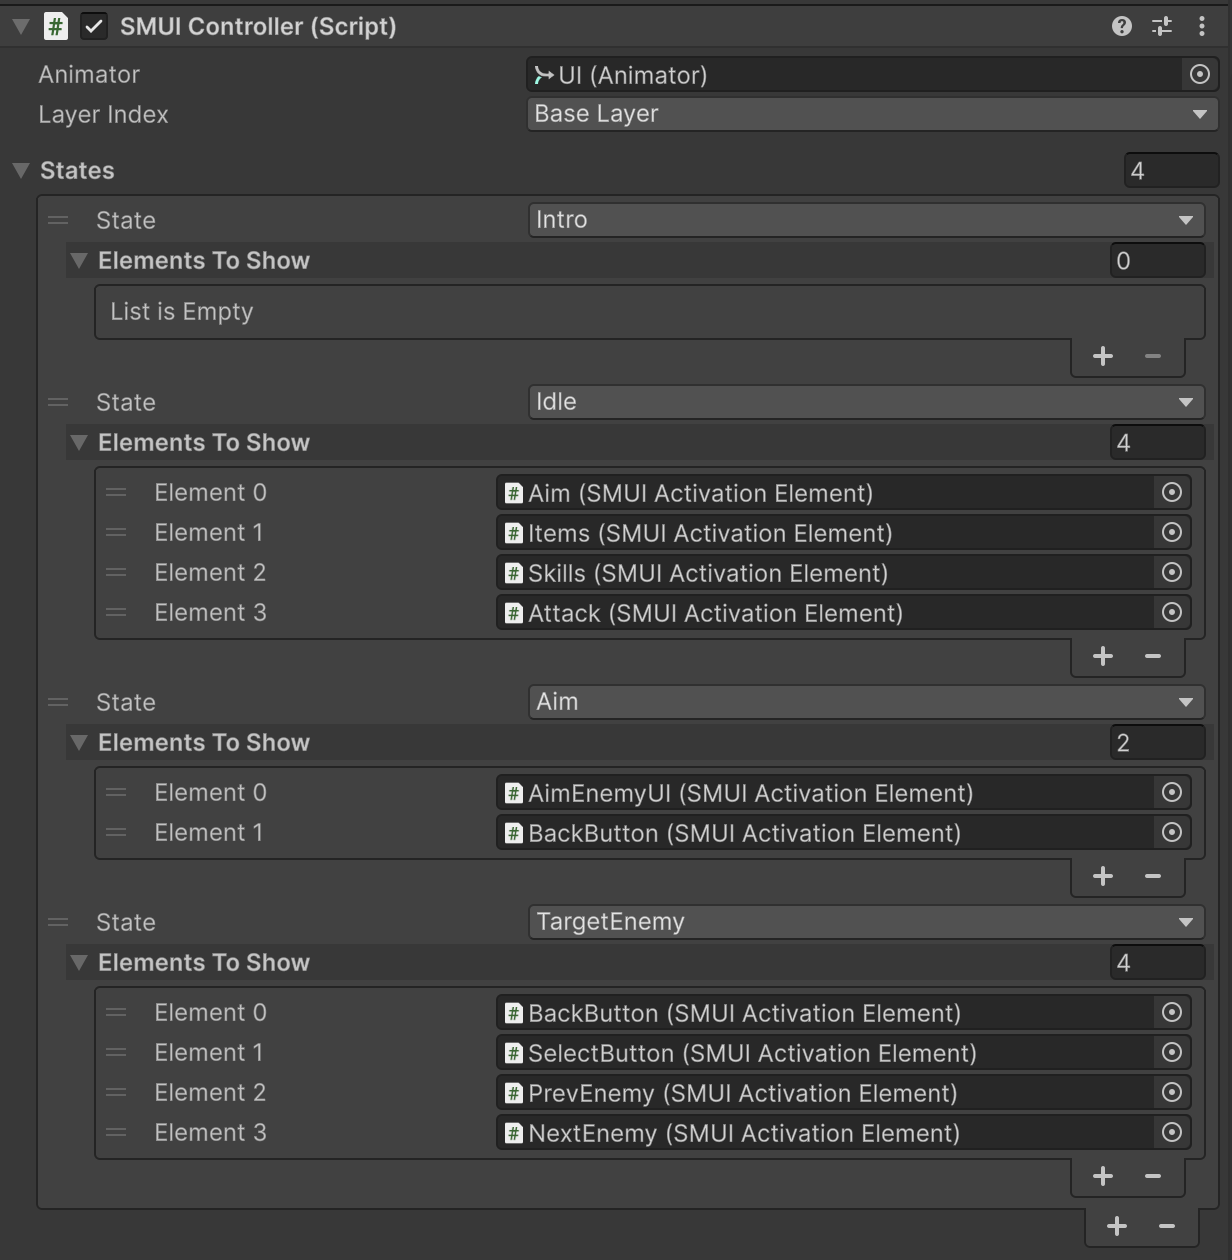 SMUI Controller (Script)
Animator UI (Animator)
Layer Index Base Layer
States 4
State Intro
Elements To Show 0
List is Empty
State Idle
Elements To Show 4
Element 0 # Aim (SMUI Activation Element)
Element 1 # Items (SMUI Activation Element)
Element 2 # Skills (SMUI Activation Element)
Element 3 # Attack (SMUI Activation Element)
State Aim
Elements To Show 2
Element 0 # AimEnemyUI (SMUI Activation Element)
Element 1 # BackButton (SMUI Activation Element)
State TargetEnemy
Elements To Show 4
Element 0 # BackButton (SMUI Activation Element)
Element 1 # SelectButton (SMUI Activation Element)
Element 2 # PrevEnemy (SMUI Activation Element)
Element 3 # NextEnemy (SMUI Activation Element)